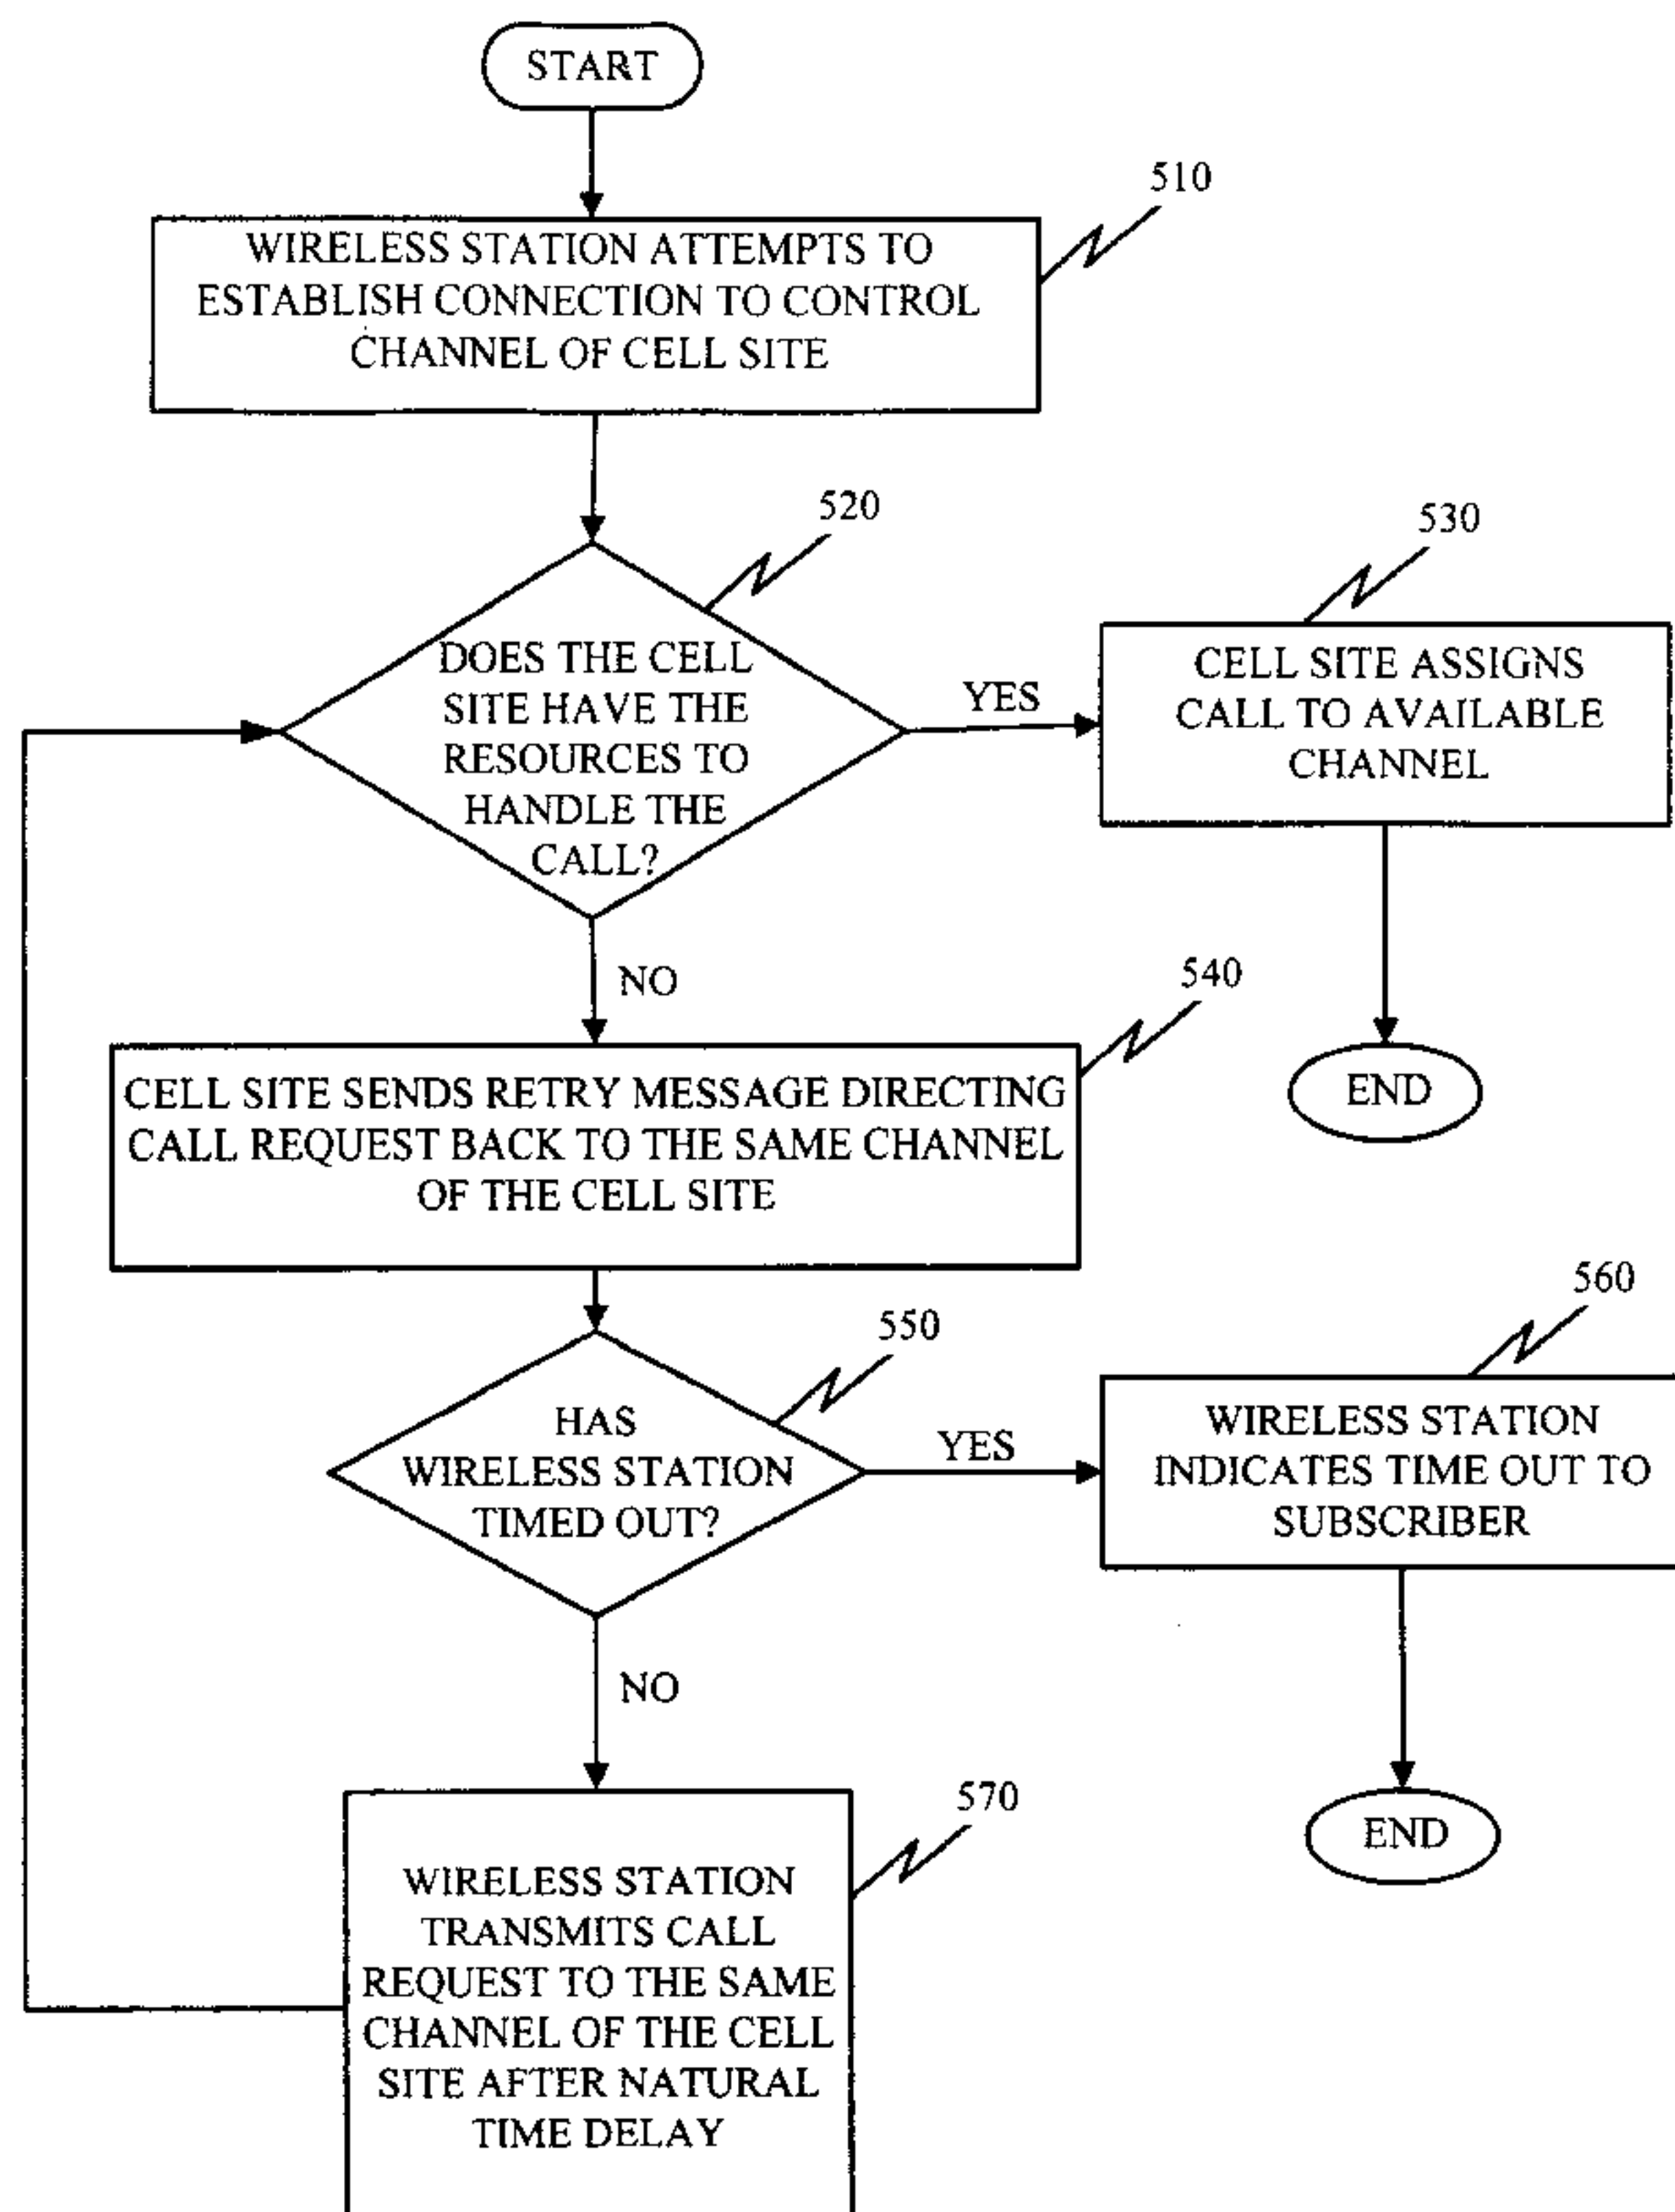 START
510
WIRELESS STATION ATTEMPTS TO
ESTABLISH CONNECTION TO CONTROL
CHANNEL OF CELL SITE
520
DOES THE CELL
SITE HAVE THE
RESOURCES TO
HANDLE THE
CALL?
YES
530
CELL SITE ASSIGNS
CALL TO AVAILABLE
CHANNEL
END
NO
540
CELL SITE SENDS RETRY MESSAGE DIRECTING
CALL REQUEST BACK TO THE SAME CHANNEL
OF THE CELL SITE
550
HAS
WIRELESS STATION
TIMED OUT?
YES
560
WIRELESS STATION
INDICATES TIME OUT TO
SUBSCRIBER
END
NO
570
WIRELESS STATION
TRANSMITS CALL
REQUEST TO THE SAME
CHANNEL OF THE CELL
SITE AFTER NATURAL
TIME DELAY